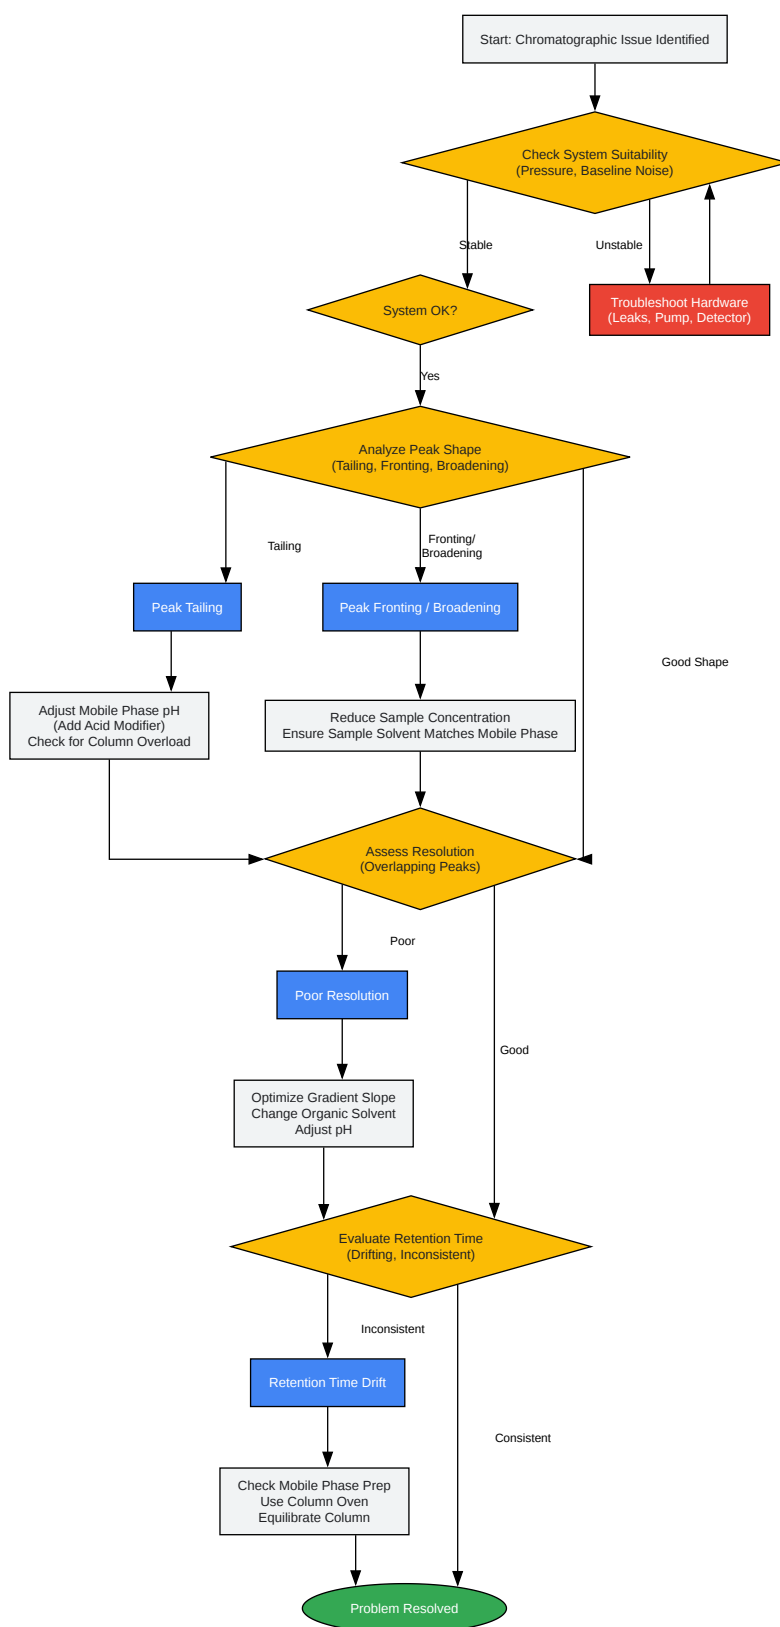 Start: Chromatographic Issue Identified
Check System Suitability
(Pressure, Baseline Noise)
Stable
Unstable
System OK?
Troubleshoot Hardware
(Leaks, Pump, Detector)
Yes
Analyze Peak Shape
(Tailing, Fronting, Broadening)
Tailing
Fronting/
Broadening
Peak Tailing
Peak Fronting / Broadening
Good Shape
Adjust Mobile Phase pH
(Add Acid Modifier)
Check for Column Overload
Reduce Sample Concentration
Ensure Sample Solvent Matches Mobile Phase
Assess Resolution
(Overlapping Peaks)
Poor
Poor Resolution
Good
Optimize Gradient Slope
Change Organic Solvent
Adjust pH
Evaluate Retention Time
(Drifting, Inconsistent)
Inconsistent
Retention Time Drift
Consistent
Check Mobile Phase Prep
Use Column Oven
Equilibrate Column
Problem Resolved